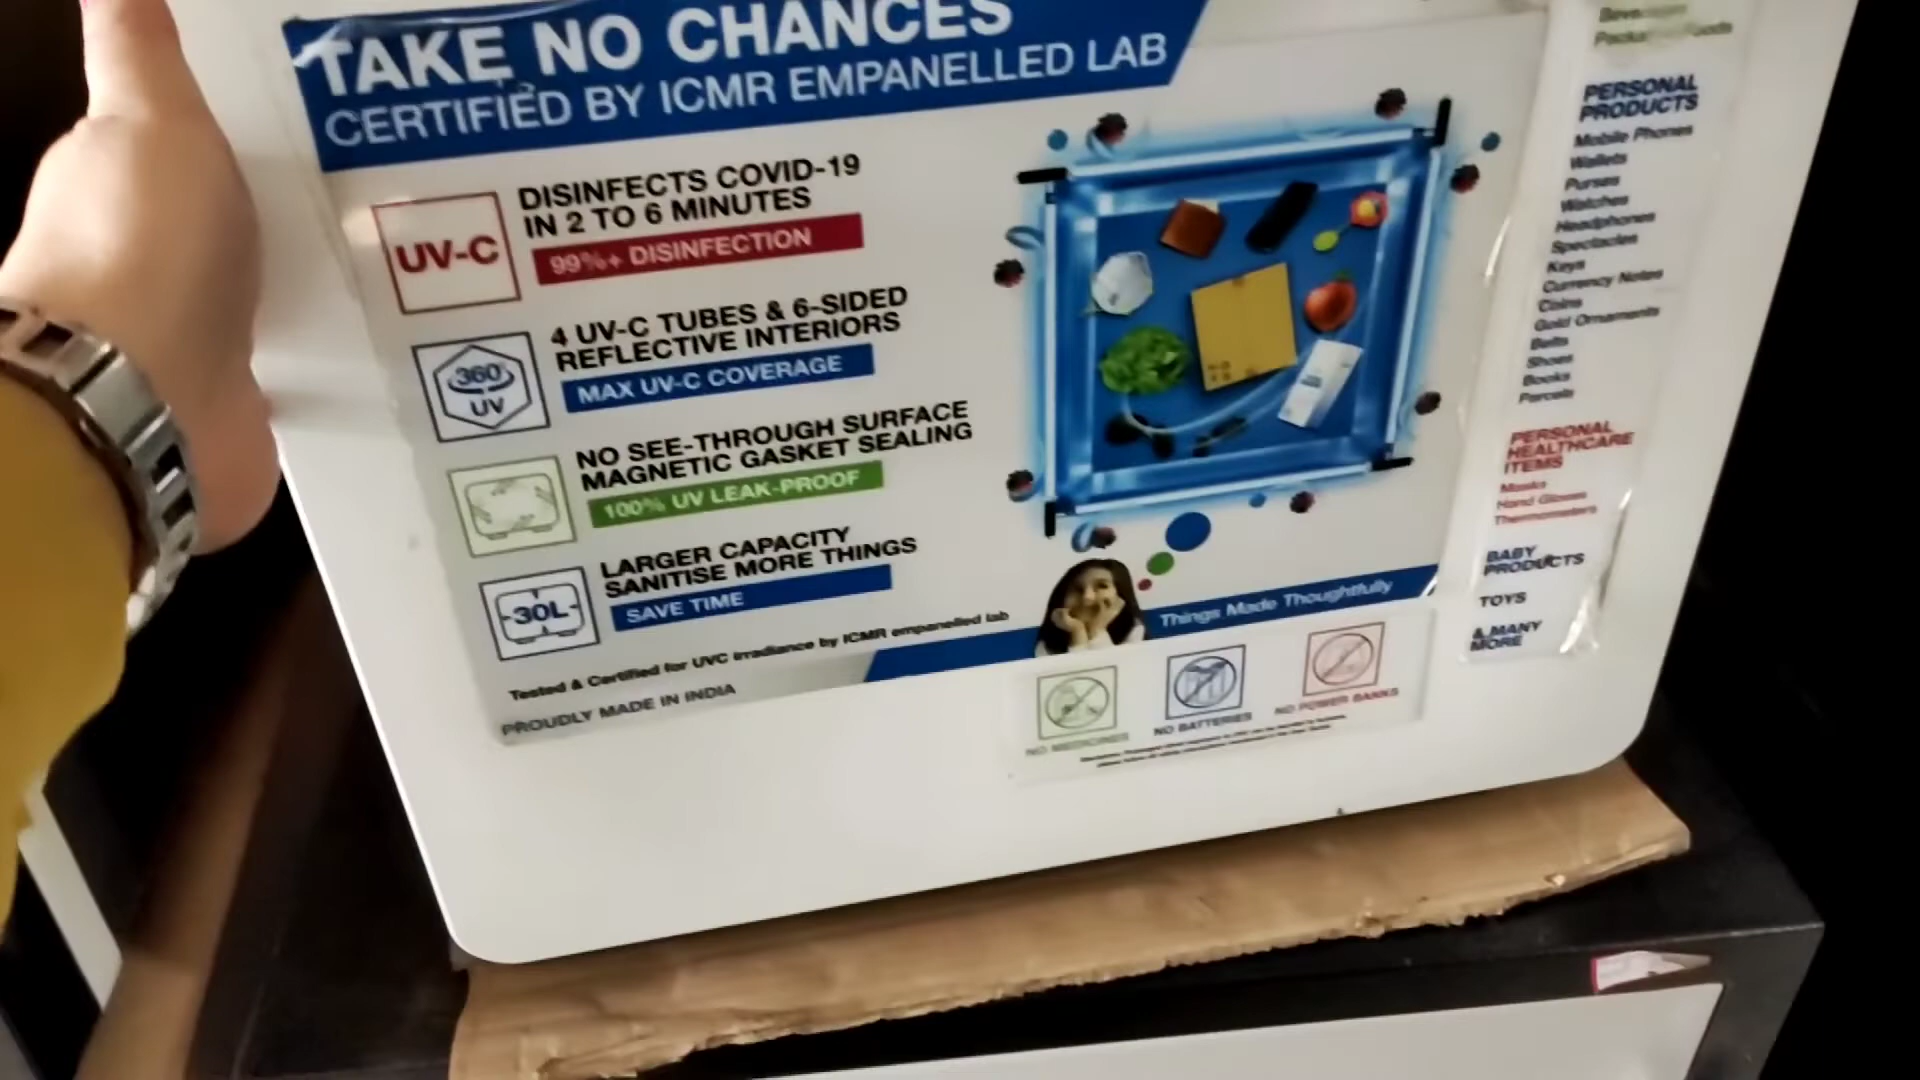 TAKE NO CHANCES
CERTIFIED BY ICMR EMPANELLED LAB
UV-C
DISINFECTS COVID-19
IN 2 TO 6 MINUTES
99%+ DISINFECTION
360°
UV
4 UV-C TUBES & 6-SIDED
REFLECTIVE INTERIORS
MAX UV-C COVERAGE
NO SEE-THROUGH SURFACE
MAGNETIC GASKET SEALING
100% UV LEAK-PROOF
30L
LARGER CAPACITY
SANITISE MORE THINGS
SAVE TIME
Tested & Certified for UVC irradiance by ICMR empanelled lab
PROUDLY MADE IN INDIA
Things Made Thoughtfully
NO MEDICINES
NO BATTERIES
NO POWER BANKS
PERSONAL
PRODUCTS
Mobile Phones
Wallets
Purses
Watches
Headphones
Spectacles
Keys
Currency Notes
Coins
Gold Ornaments
Belts
Shoes
Books
Parcels
PERSONAL
HEALTHCARE
ITEMS
Masks
Hand Gloves
Thermometers
BABY
PRODUCTS
TOYS
& MANY
MORE